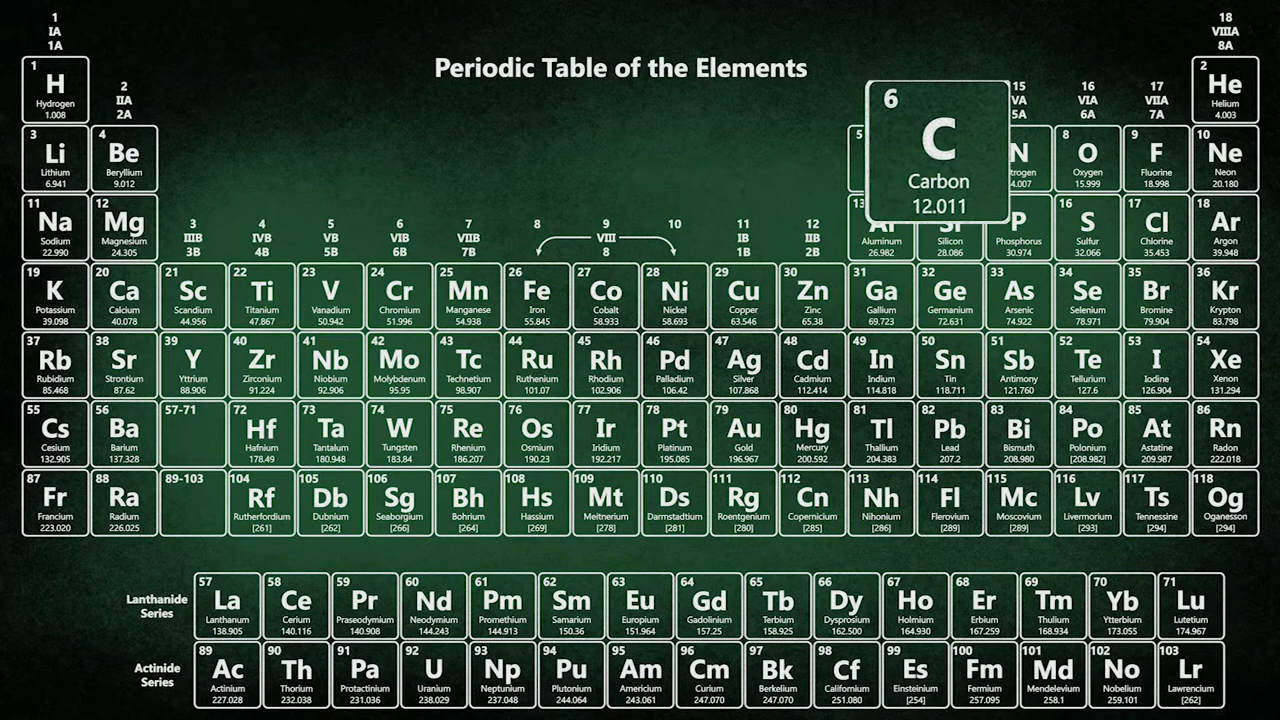 1
IA
1A
18
VIIIA
8A
Periodic Table of the Elements
1
H
Hydrogen
1.008
2
IIA
2A
15
VA
5A
16
VIA
6A
17
VIIA
7A
2
He
Helium
4.003
3
Li
Lithium
6.941
4
Be
Beryllium
9.012
5
6
C
Carbon
12.011
N
8
O
Oxygen
15.999
9
F
Fluorine
18.998
10
Ne
Neon
20.180
11
Na
Sodium
22.990
12
Mg
Magnesium
24.305
3
IIIB
3B
4
IVB
4B
5
VB
5B
6
VIB
6B
7
VIIB
7B
8
9
VIII
8
10
11
IB
1B
12
IIB
2B
13
Al
Aluminum
26.982
Si
Silicon
28.086
P
Phosphorus
30.974
16
S
Sulfur
32.066
17
Cl
Chlorine
35.453
18
Ar
Argon
39.948
19
K
Potassium
39.098
20
Ca
Calcium
40.078
21
Sc
Scandium
44.956
22
Ti
Titanium
47.867
23
V
Vanadium
50.942
24
Cr
Chromium
51.996
25
Mn
Manganese
54.938
26
Fe
Iron
55.845
27
Co
Cobalt
58.933
28
Ni
Nickel
58.693
29
Cu
Copper
63.546
30
Zn
Zinc
65.38
31
Ga
Gallium
69.723
32
Ge
Germanium
72.631
33
As
Arsenic
74.922
34
Se
Selenium
78.971
35
Br
Bromine
79.904
36
Kr
Krypton
83.798
37
Rb
Rubidium
85.468
38
Sr
Strontium
87.62
39
Y
Yttrium
88.906
40
Zr
Zirconium
91.224
41
Nb
Niobium
92.906
42
Mo
Molybdenum
95.95
43
Tc
Technetium
98.907
44
Ru
Ruthenium
101.07
45
Rh
Rhodium
102.906
46
Pd
Palladium
106.42
47
Ag
Silver
107.868
48
Cd
Cadmium
112.414
49
In
Indium
114.818
50
Sn
Tin
118.711
51
Sb
Antimony
121.760
52
Te
Tellurium
127.6
53
I
Iodine
126.904
54
Xe
Xenon
131.294
55
Cs
Cesium
132.905
56
Ba
Barium
137.328
57-71
72
Hf
Hafnium
178.49
73
Ta
Tantalum
180.948
74
W
Tungsten
183.84
75
Re
Rhenium
186.207
76
Os
Osmium
190.23
77
Ir
Iridium
192.217
78
Pt
Platinum
195.085
79
Au
Gold
196.967
80
Hg
Mercury
200.592
81
Tl
Thallium
204.383
82
Pb
Lead
207.2
83
Bi
Bismuth
208.980
84
Po
Polonium
[208.982]
85
At
Astatine
209.987
86
Rn
Radon
222.018
87
Fr
Francium
223.020
88
Ra
Radium
226.025
89-103
104
Rf
Rutherfordium
[261]
105
Db
Dubnium
[262]
106
Sg
Seaborgium
[266]
107
Bh
Bohrium
[264]
108
Hs
Hassium
[269]
109
Mt
Meitnerium
[278]
110
Ds
Darmstadtium
[281]
111
Rg
Roentgenium
[280]
112
Cn
Copernicium
[285]
113
Nh
Nihonium
[286]
114
Fl
Flerovium
[289]
115
Mc
Moscovium
[289]
116
Lv
Livermorium
[293]
117
Ts
Tennessine
[294]
118
Og
Oganesson
[294]
Lanthanide
Series
57
La
Lanthanum
138.905
58
Ce
Cerium
140.116
59
Pr
Praseodymium
140.908
60
Nd
Neodymium
144.243
61
Pm
Promethium
144.913
62
Sm
Samarium
150.36
63
Eu
Europium
151.964
64
Gd
Gadolinium
157.25
65
Tb
Terbium
158.925
66
Dy
Dysprosium
162.500
67
Ho
Holmium
164.930
68
Er
Erbium
167.259
69
Tm
Thulium
168.934
70
Yb
Ytterbium
173.055
71
Lu
Lutetium
174.967
Actinide
Series
89
Ac
Actinium
227.028
90
Th
Thorium
232.038
91
Pa
Protactinium
231.036
92
U
Uranium
238.029
93
Np
Neptunium
237.048
94
Pu
Plutonium
244.064
95
Am
Americium
243.061
96
Cm
Curium
247.070
97
Bk
Berkelium
247.070
98
Cf
Californium
251.080
99
Es
Einsteinium
[254]
100
Fm
Fermium
257.095
101
Md
Mendelevium
258.1
102
No
Nobelium
259.101
103
Lr
Lawrencium
[262]